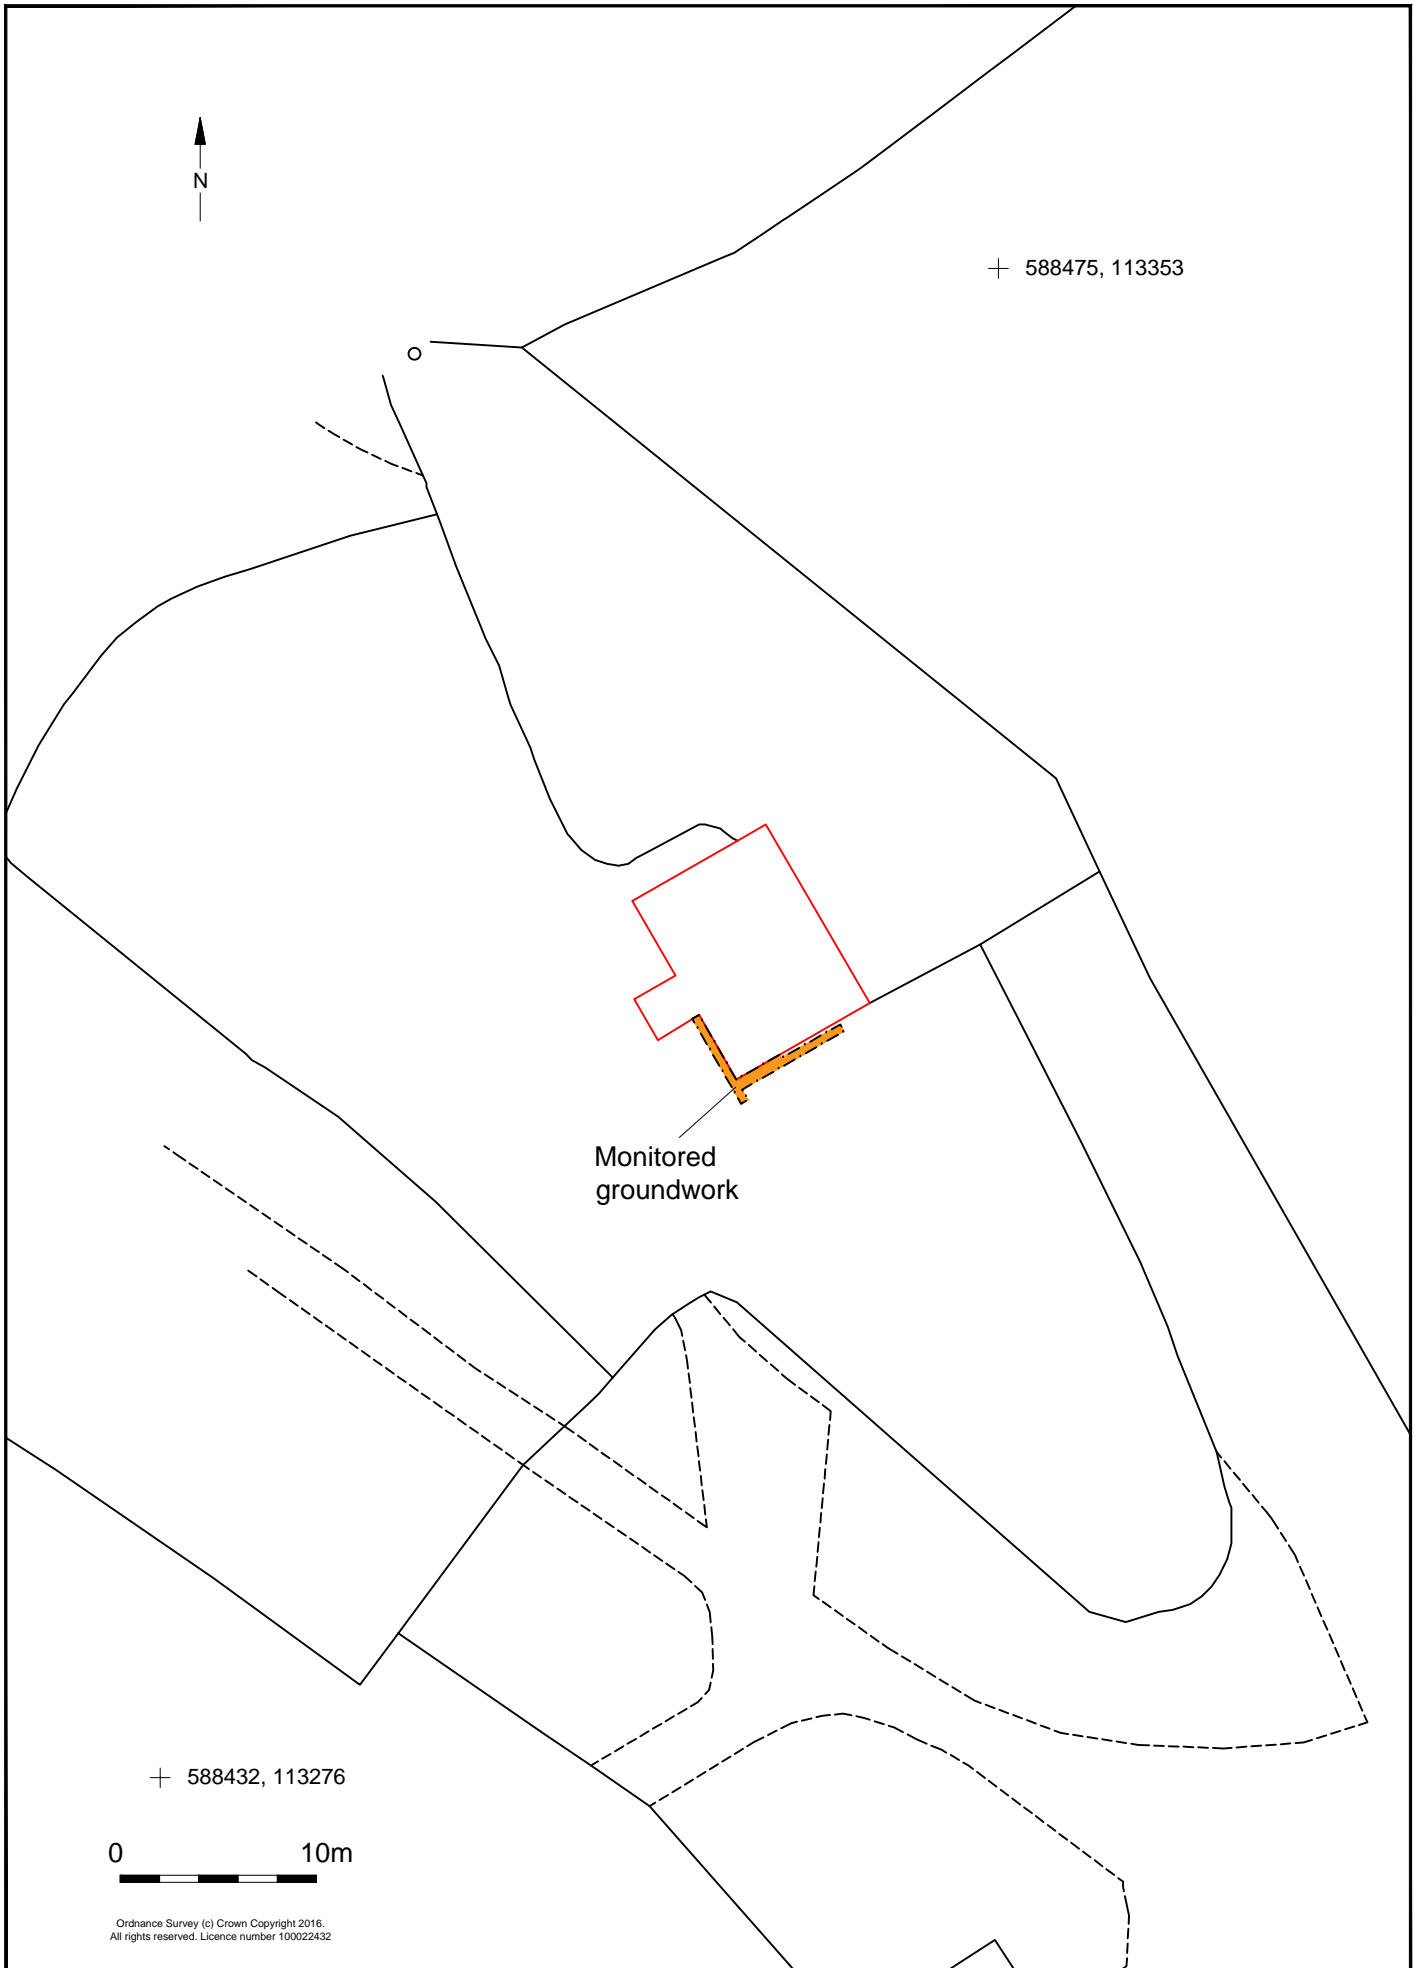 N
588475, 113353
Monitored
groundwork
588432, 113276
0 10m
Ordnance Survey (c) Crown Copyright 2016.
All rights reserved. Licence number 100022432